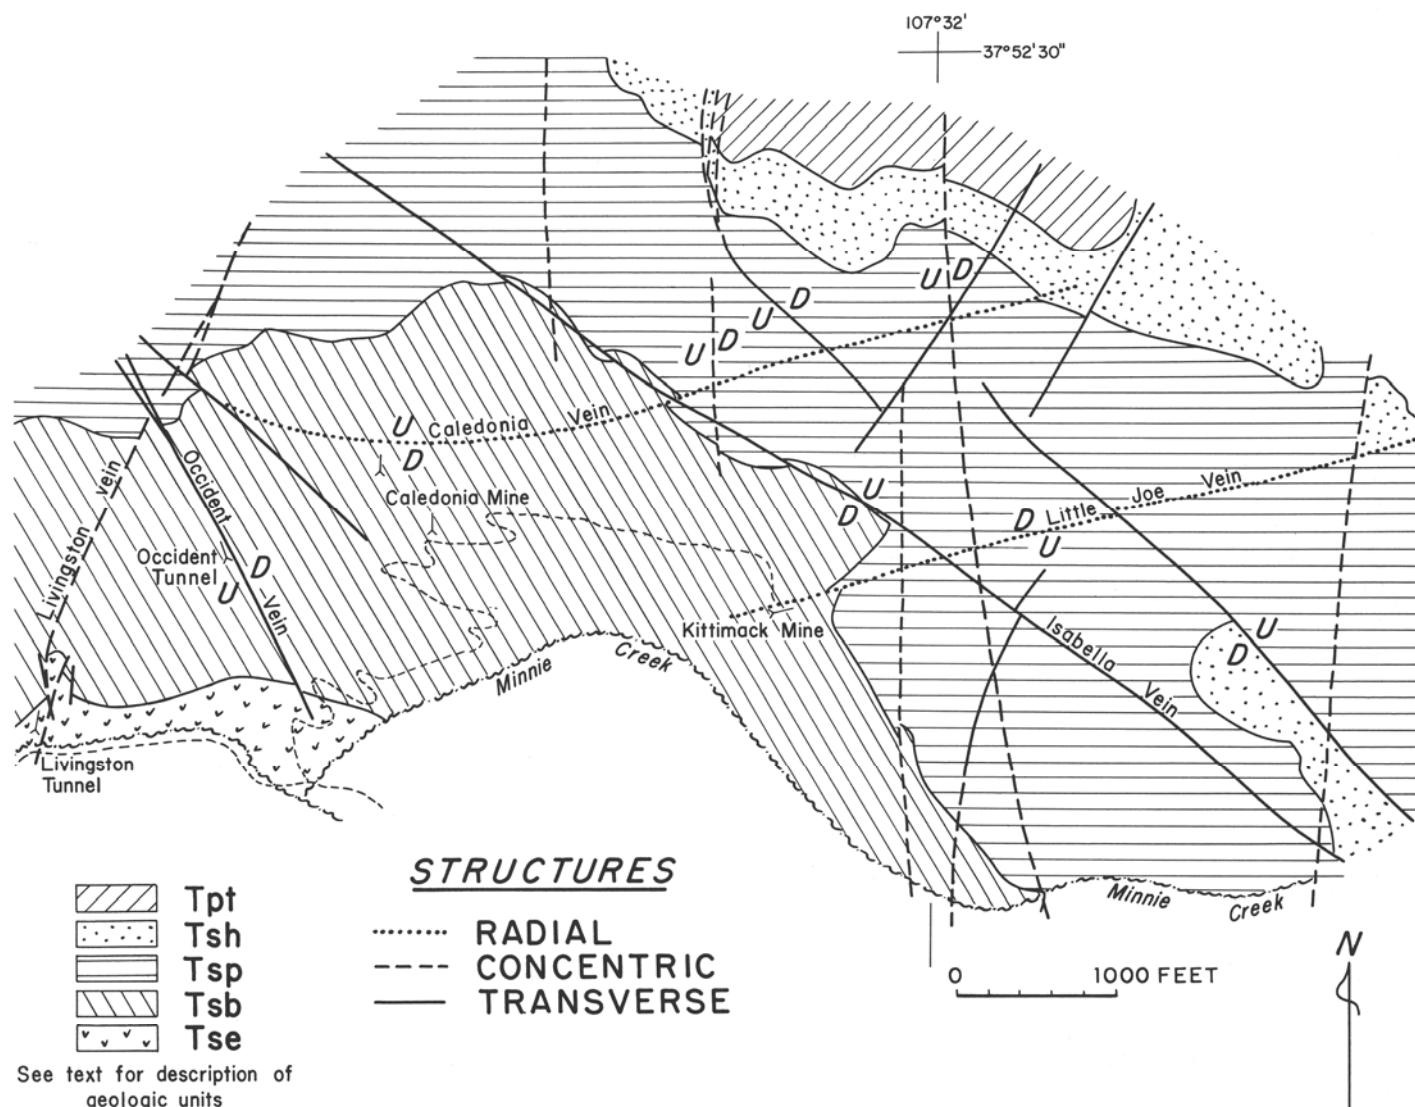 107°32'
37°52'30"
U D
U D
U D
U
Caledonia Vein
D
Caledonia Mine
Livingston vein
Occident Vein
Occident
Tunnel
D
U
U
D
D
Little Joe Vein
U
Kittimack Mine
Isabella Vein
U
D
Minnie Creek
Livingston
Tunnel
Minnie Creek
STRUCTURES
RADIAL
CONCENTRIC
TRANSVERSE
Tpt
Tsh
Tsp
Tsb
Tse
See text for description of
geologic units
0 1000 FEET
N